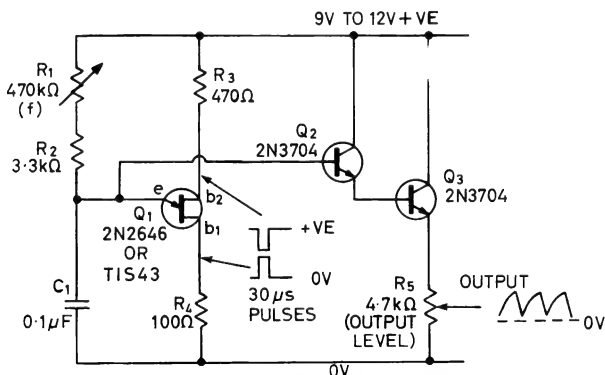 9V TO 12V + VE
R1
470kΩ
(f)
R3
470Ω
R2
3·3kΩ
Q2
2N3704
Q3
2N3704
e
b2
Q1
b1
2N2646
OR
TIS43
+VE
0V
30µs
PULSES
C1
0·1µF
R4
100Ω
R5
4·7kΩ
(OUTPUT
LEVEL)
OUTPUT
0V
0V